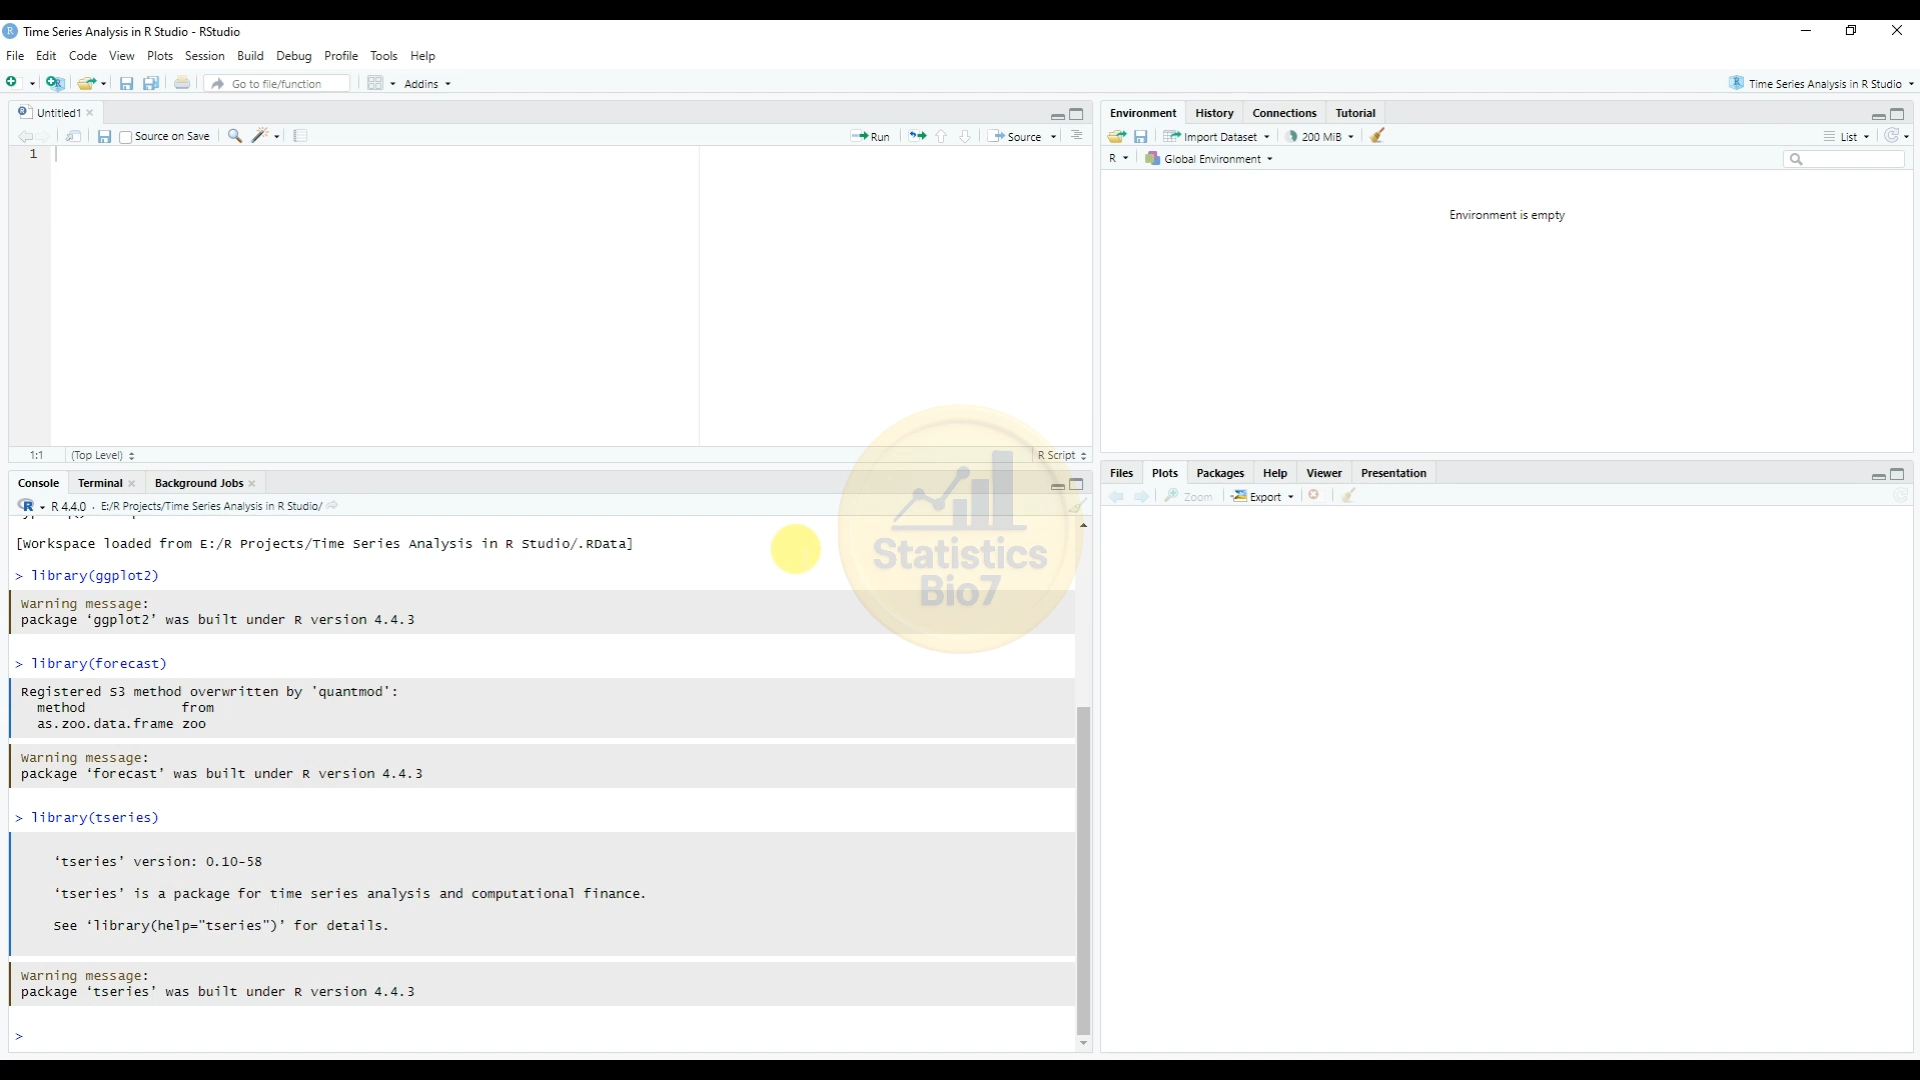 Time Series Analysis in R Studio - RStudio
File Edit Code View Plots Session Build Debug Profile Tools Help
Go to file/function Addins Time Series Analysis in R Studio
Untitled1
Source on Save Run Source
1
1:1 (Top Level) R Script
Console Terminal Background Jobs
R 4.4.0 · E:/R Projects/Time Series Analysis in R Studio/
[Workspace loaded from E:/R Projects/Time Series Analysis in R Studio/.RData]
> library(ggplot2)
Warning message:
package ‘ggplot2’ was built under R version 4.4.3
> library(forecast)
Registered S3 method overwritten by 'quantmod':
method from
as.zoo.data.frame zoo
Warning message:
package ‘forecast’ was built under R version 4.4.3
> library(tseries)
‘tseries’ version: 0.10-58
‘tseries’ is a package for time series analysis and computational finance.
See ‘library(help="tseries")’ for details.
Warning message:
package ‘tseries’ was built under R version 4.4.3
>
Statistics
Bio7
Environment History Connections Tutorial
Import Dataset 200 MiB List
R Global Environment
Environment is empty
Files Plots Packages Help Viewer Presentation
Zoom Export